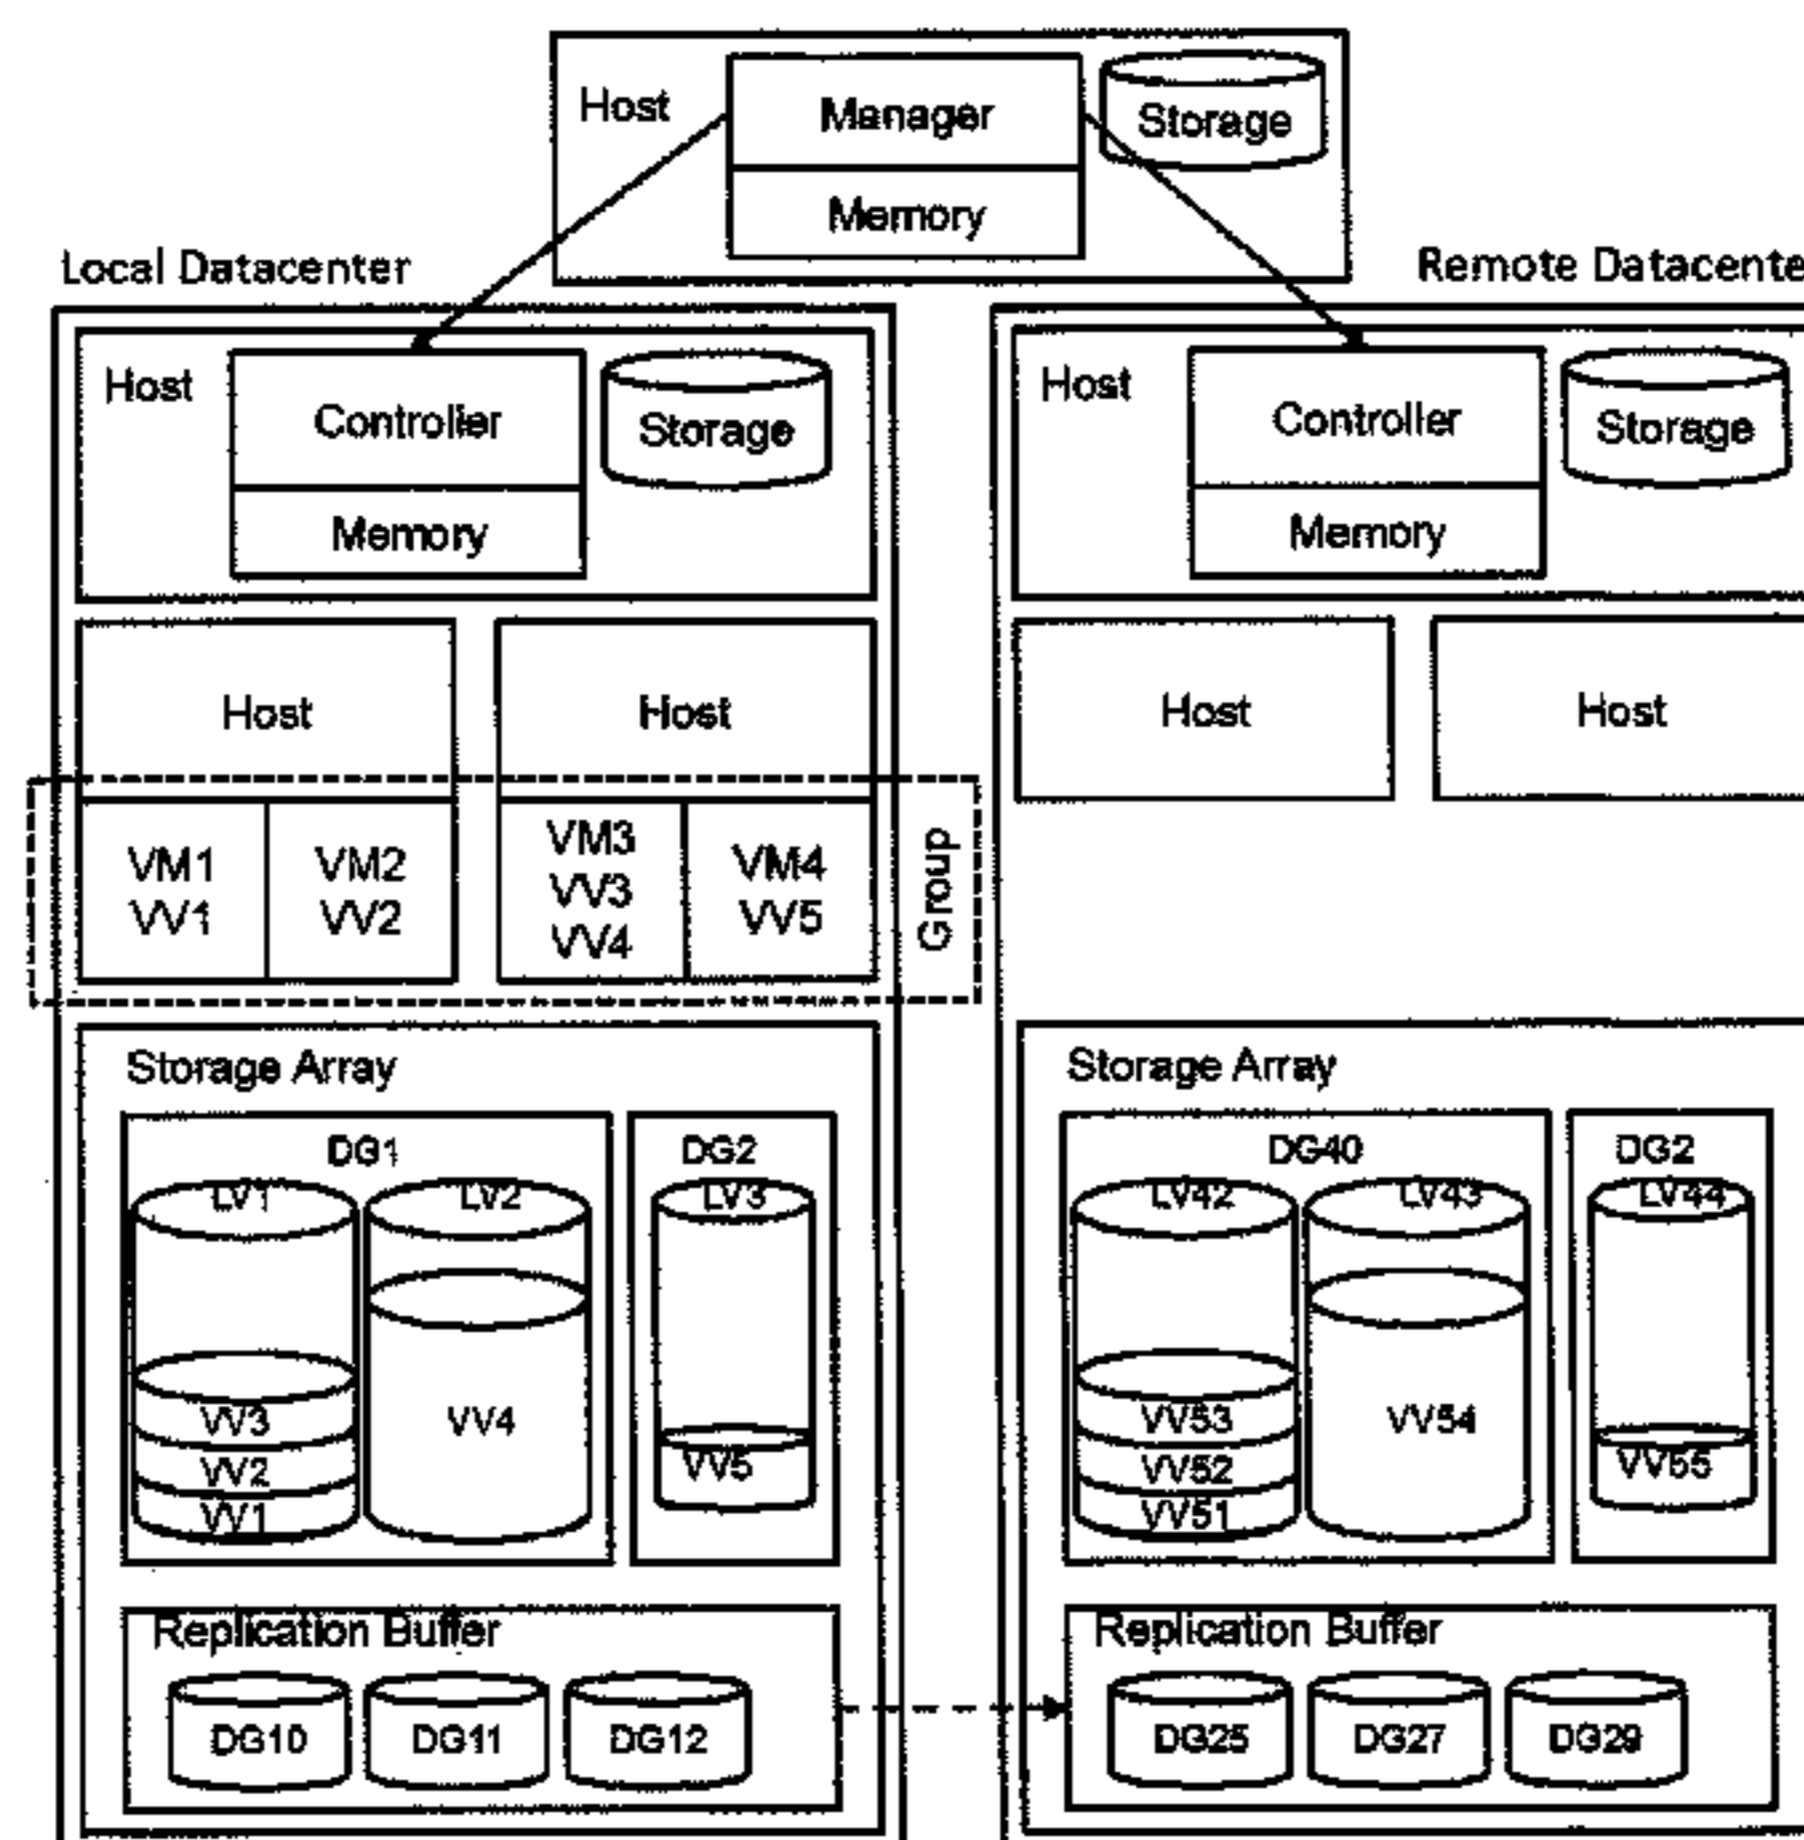 Host
Manager
Storage
Memory
Local Datacenter
Host
Controller
Storage
Memory
Host
Host
VM1
VV1
VM2
VV2
VM3
VV3
VV4
VM4
VV5
Group
Storage Array
DG1
LV1
LV2
VV3
VV2
VV1
VV4
DG2
LV3
VV5
Replication Buffer
DG10
DG11
DG12
Remote Datacente
Host
Controller
Storage
Memory
Host
Host
Storage Array
DG40
LV42
LV43
VV53
VV52
VV51
VV54
DG2
LV44
VV55
Replication Buffer
DG25
DG27
DG29